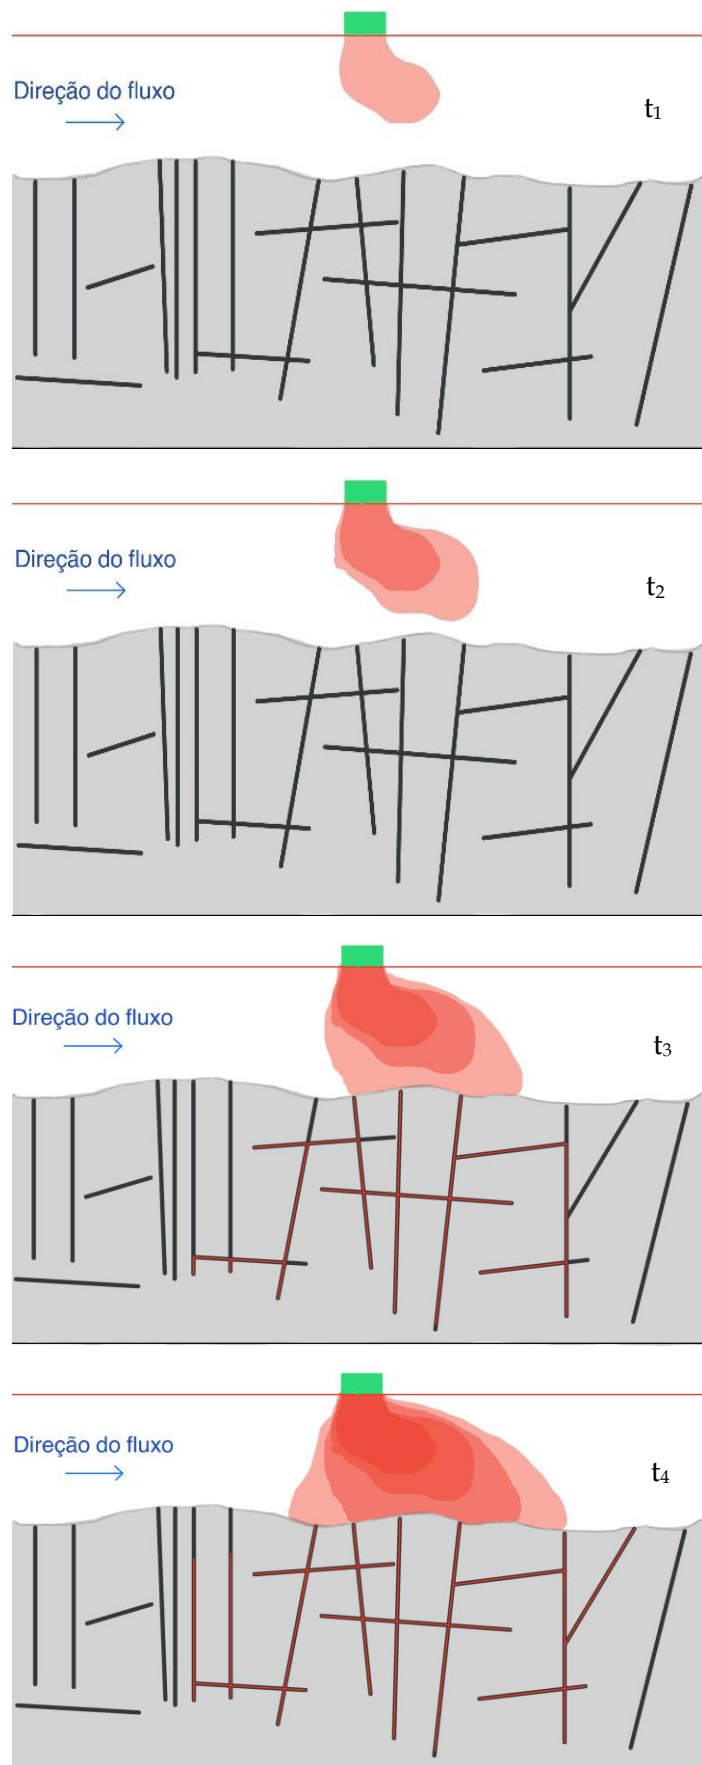 Direção do fluxo
t₁
Direção do fluxo
t₂
Direção do fluxo
t₃
Direção do fluxo
t₄